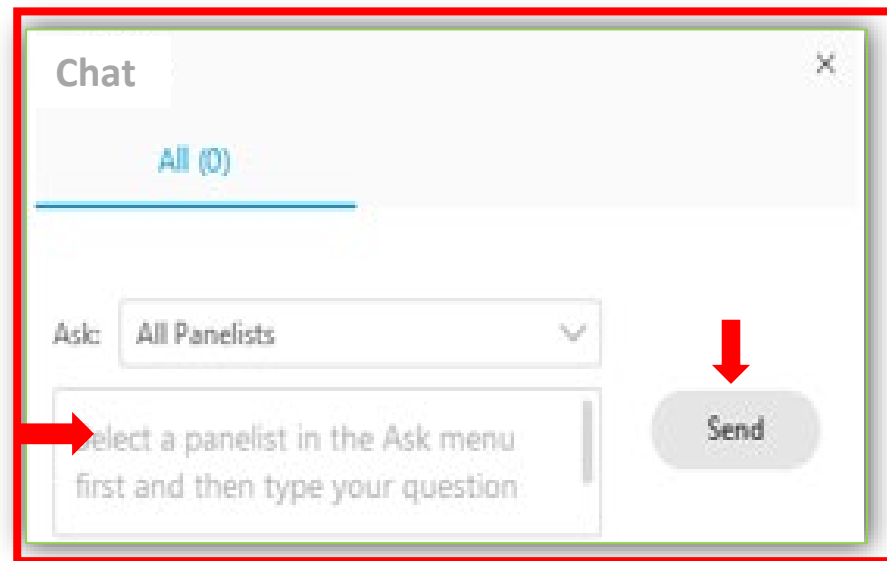 Chat
×
All (0)
Ask:
All Panelists
Select a panelist in the Ask menu
first and then type your question
Send